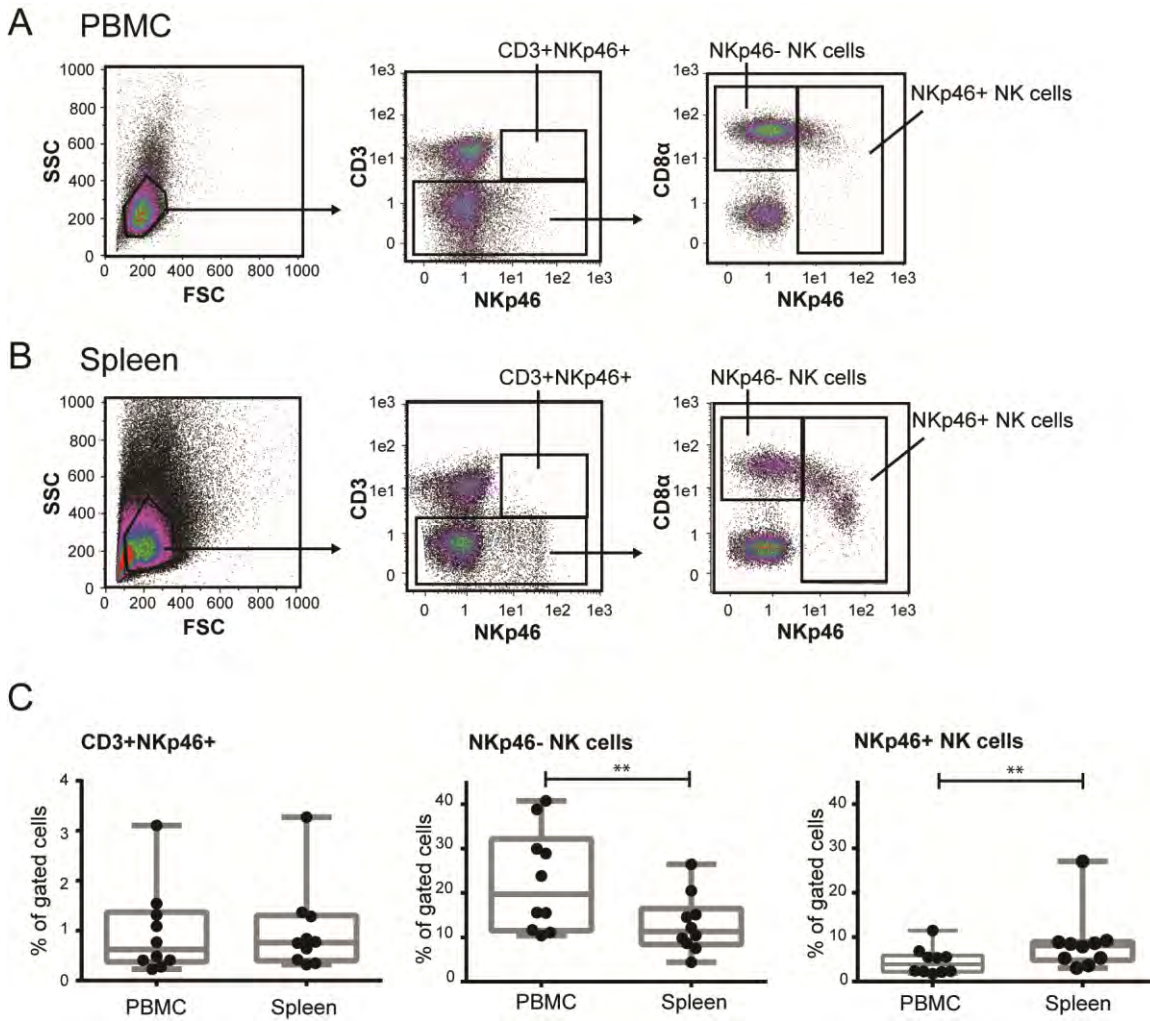 A PBMC
CD3+NKp46+
NKp46- NK cells
NKp46+ NK cells
1000
800
600
400
200
0
SSC
0 200 400 600 1000
FSC
1e3
1e2
1e1
1
0
CD3
0 1 1e1 1e2 1e3
NKp46
1e3
1e2
1e1
1
0
CD8α
0 1 1e1 1e2 1e3
NKp46
B Spleen
CD3+NKp46+
NKp46- NK cells
NKp46+ NK cells
1000
800
600
400
200
0
SSC
0 200 400 600 800 1000
FSC
1e3
1e2
1e1
1
0
CD3
0 1 1e1 1e2 1e3
NKp46
1e3
1e2
1e1
1
0
CD8α
0 1 1e1 1e2 1e3
NKp46
C
CD3+NKp46+
4
3
2
1
0
% of gated cells
PBMC Spleen
NKp46- NK cells
**
40
30
20
10
0
% of gated cells
PBMC Spleen
NKp46+ NK cells
**
40
30
20
10
0
% of gated cells
PBMC Spleen